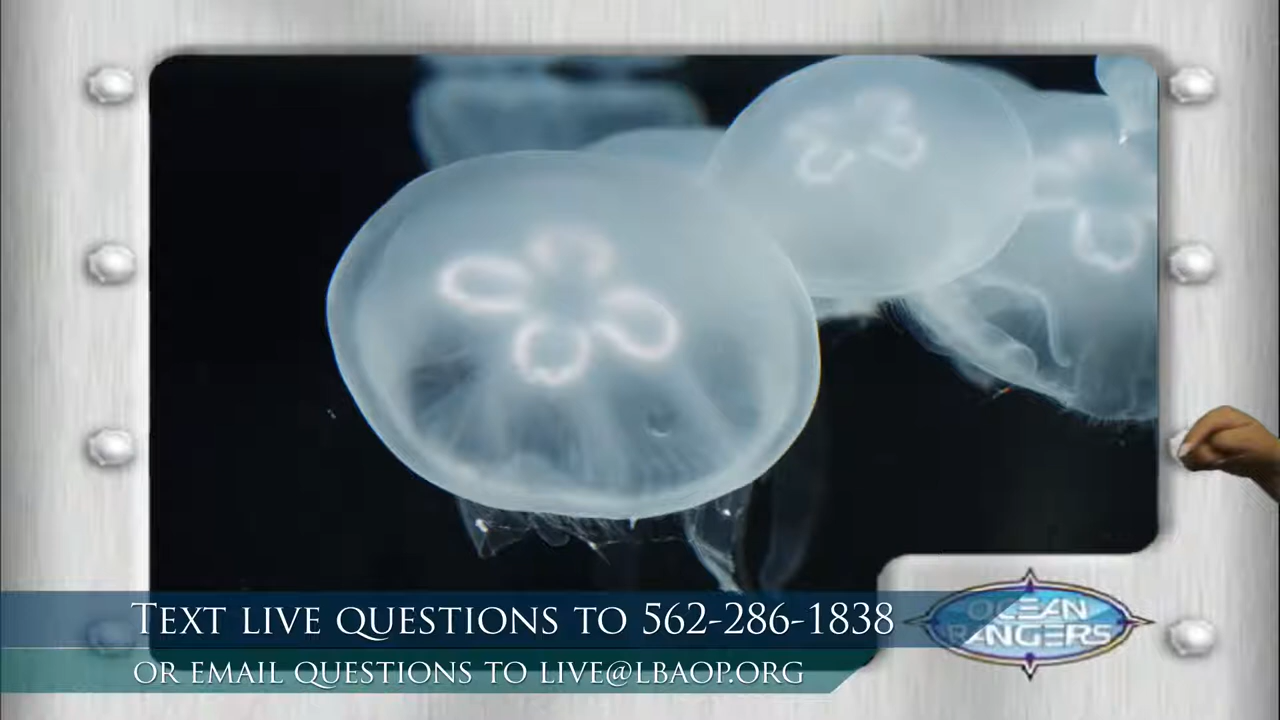 TEXT LIVE QUESTIONS TO 562-286-1838
OR EMAIL QUESTIONS TO LIVE@LBAOP.ORG
OCEAN
RANGERS